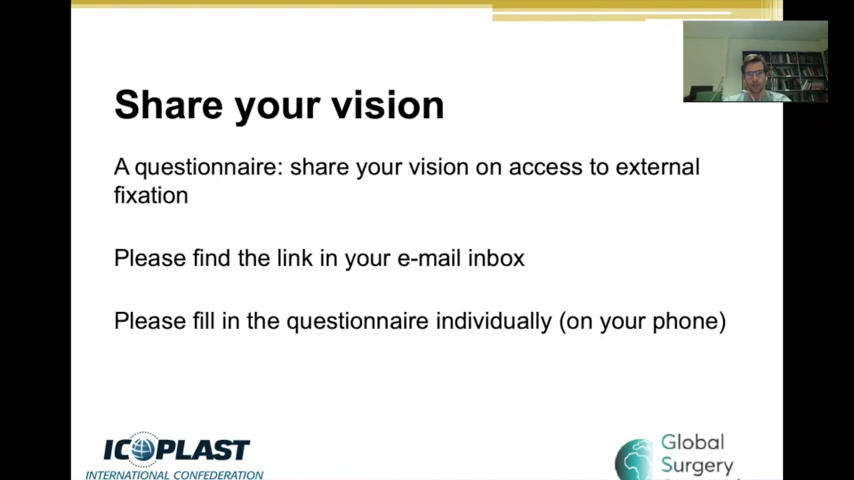 Share your vision
A questionnaire: share your vision on access to external
fixation
Please find the link in your e-mail inbox
Please fill in the questionnaire individually (on your phone)
ICOPLAST
INTERNATIONAL CONFEDERATION
Global
Surgery